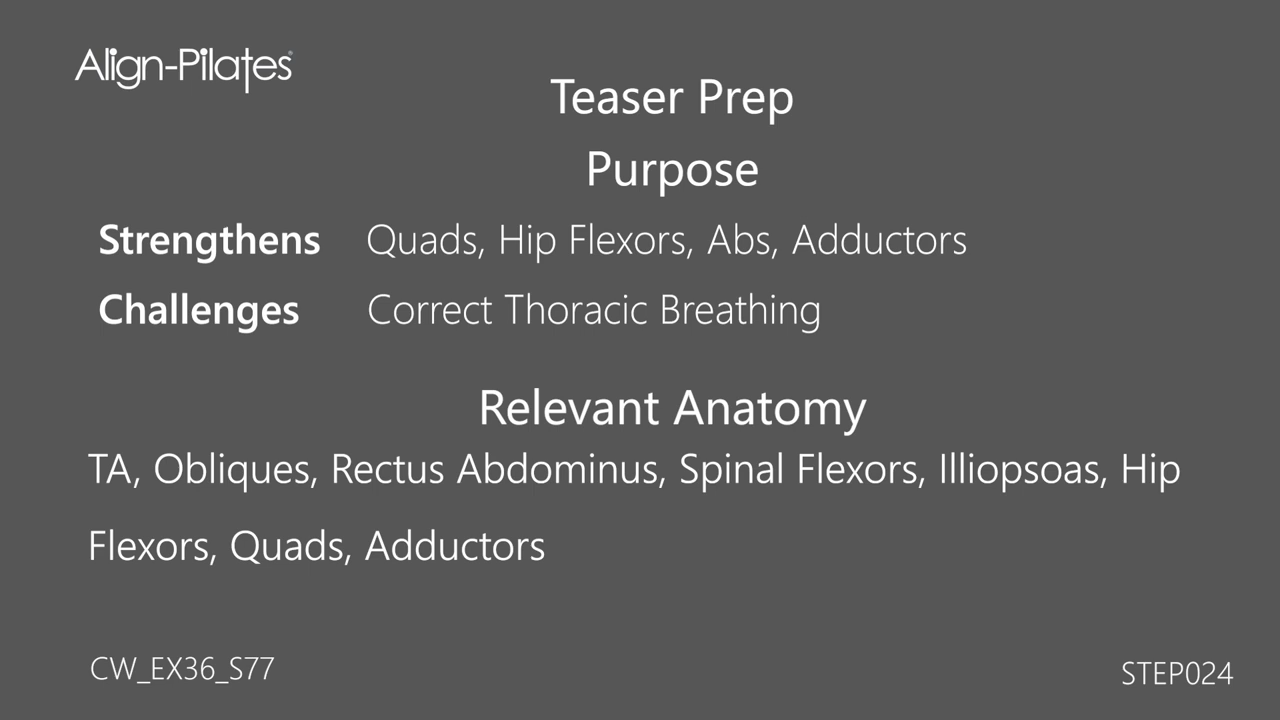 Align-Pilates®
Teaser Prep
Purpose
Strengthens Quads, Hip Flexors, Abs, Adductors
Challenges Correct Thoracic Breathing
Relevant Anatomy
TA, Obliques, Rectus Abdominus, Spinal Flexors, Illiopsoas, Hip
Flexors, Quads, Adductors
CW_EX36_S77
STEP024